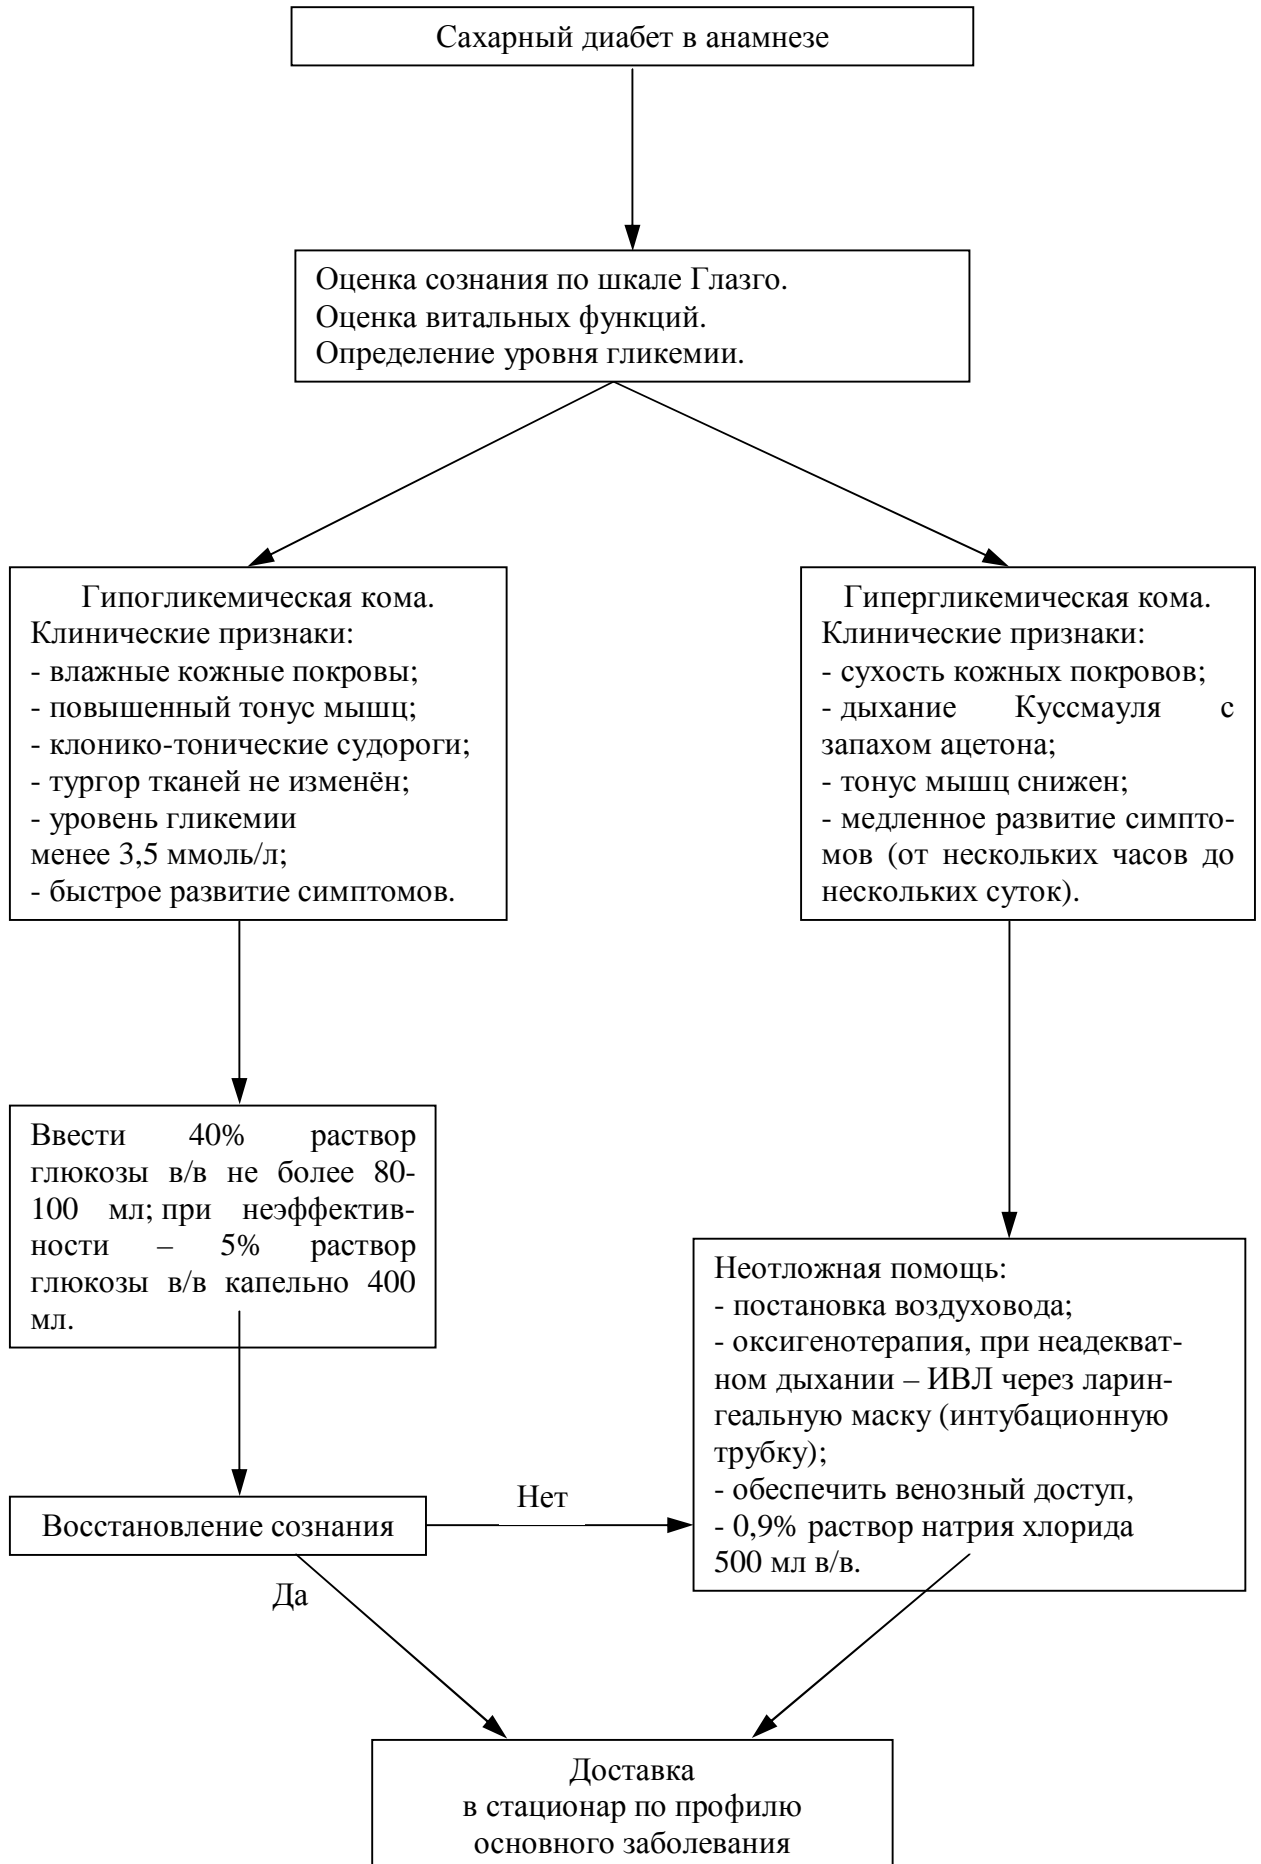 Сахарный диабет в анамнезе
Оценка сознания по шкале Глазго.
Оценка витальных функций.
Определение уровня гликемии.
Гипогликемическая кома.
Клинические признаки:
- влажные кожные покровы;
- повышенный тонус мышц;
- клонико-тонические судороги;
- тургор тканей не изменён;
- уровень гликемии
менее 3,5 ммоль/л;
- быстрое развитие симптомов.
Гипергликемическая кома.
Клинические признаки:
- сухость кожных покровов;
- дыхание Куссмауля с
запахом ацетона;
- тонус мышц снижен;
- медленное развитие симпто-
мов (от нескольких часов до
нескольких суток).
Ввести 40% раствор
глюкозы в/в не более 80-
100 мл; при неэффектив-
ности – 5% раствор
глюкозы в/в капельно 400
мл.
Неотложная помощь:
- постановка воздуховода;
- оксигенотерапия, при неадекват-
ном дыхании – ИВЛ через ларин-
геальную маску (интубационную
трубку);
- обеспечить венозный доступ,
- 0,9% раствор натрия хлорида
500 мл в/в.
Восстановление сознания
Нет
Да
Доставка
в стационар по профилю
основного заболевания